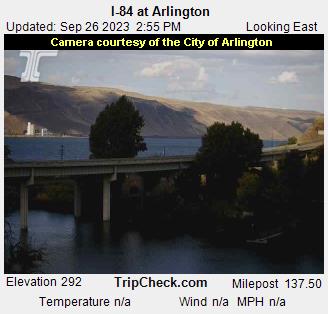 I-84 at Arlington
Updated: Sep 26 2023 2:55 PM Looking East
Camera courtesy of the City of Arlington
Elevation 292 TripCheck.com Milepost 137.50
Temperature n/a Wind n/a MPH n/a